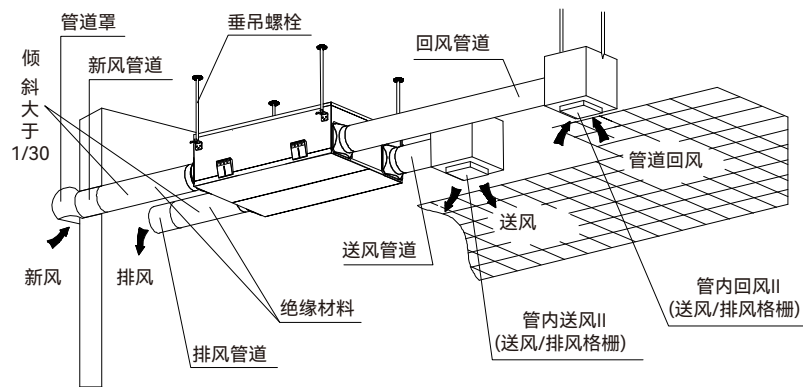 管道罩
垂吊螺栓
回风管道
新风管道
倾
斜
大
于
1/30
管道回风
送风
送风管道
新风
排风
绝缘材料
排风管道
管内送风II
(送风/排风格栅)
管内回风II
(送风/排风格栅)